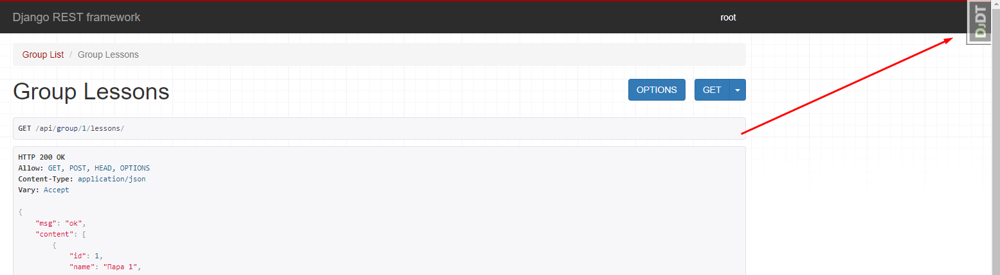 Django REST framework
root
DjDT
Group List / Group Lessons
Group Lessons
OPTIONS
GET
GET /api/group/1/lessons/
HTTP 200 OK
Allow: GET, POST, HEAD, OPTIONS
Content-Type: application/json
Vary: Accept
{
"msg": "ok",
"content": [
{
"id": 1,
"name": "Пара 1",